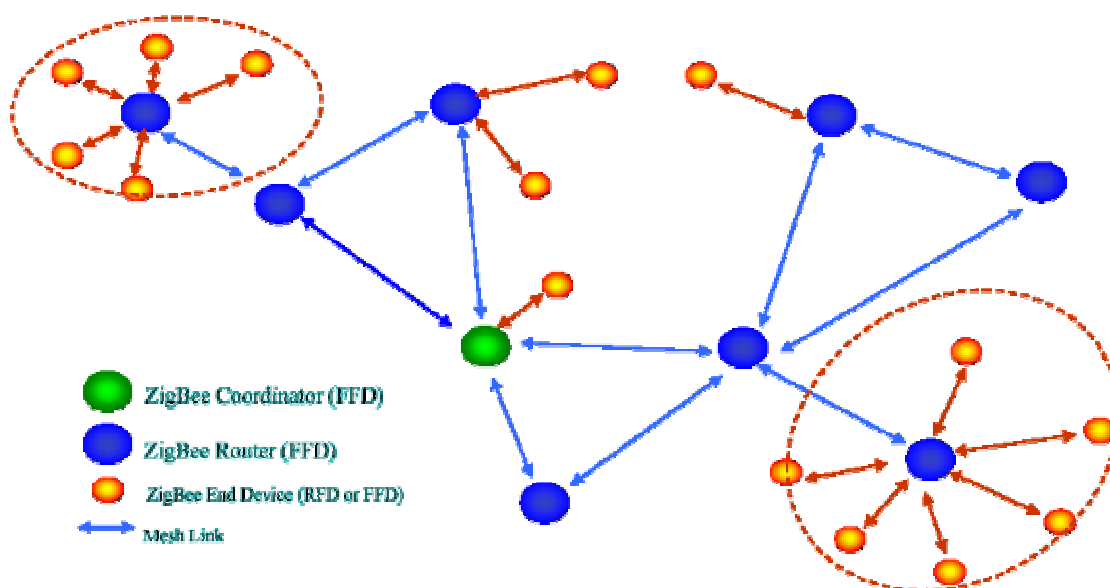 ZigBee Coordinator (FFD)
ZigBee Router (FFD)
ZigBee End Device (RFD or FFD)
Mesh Link